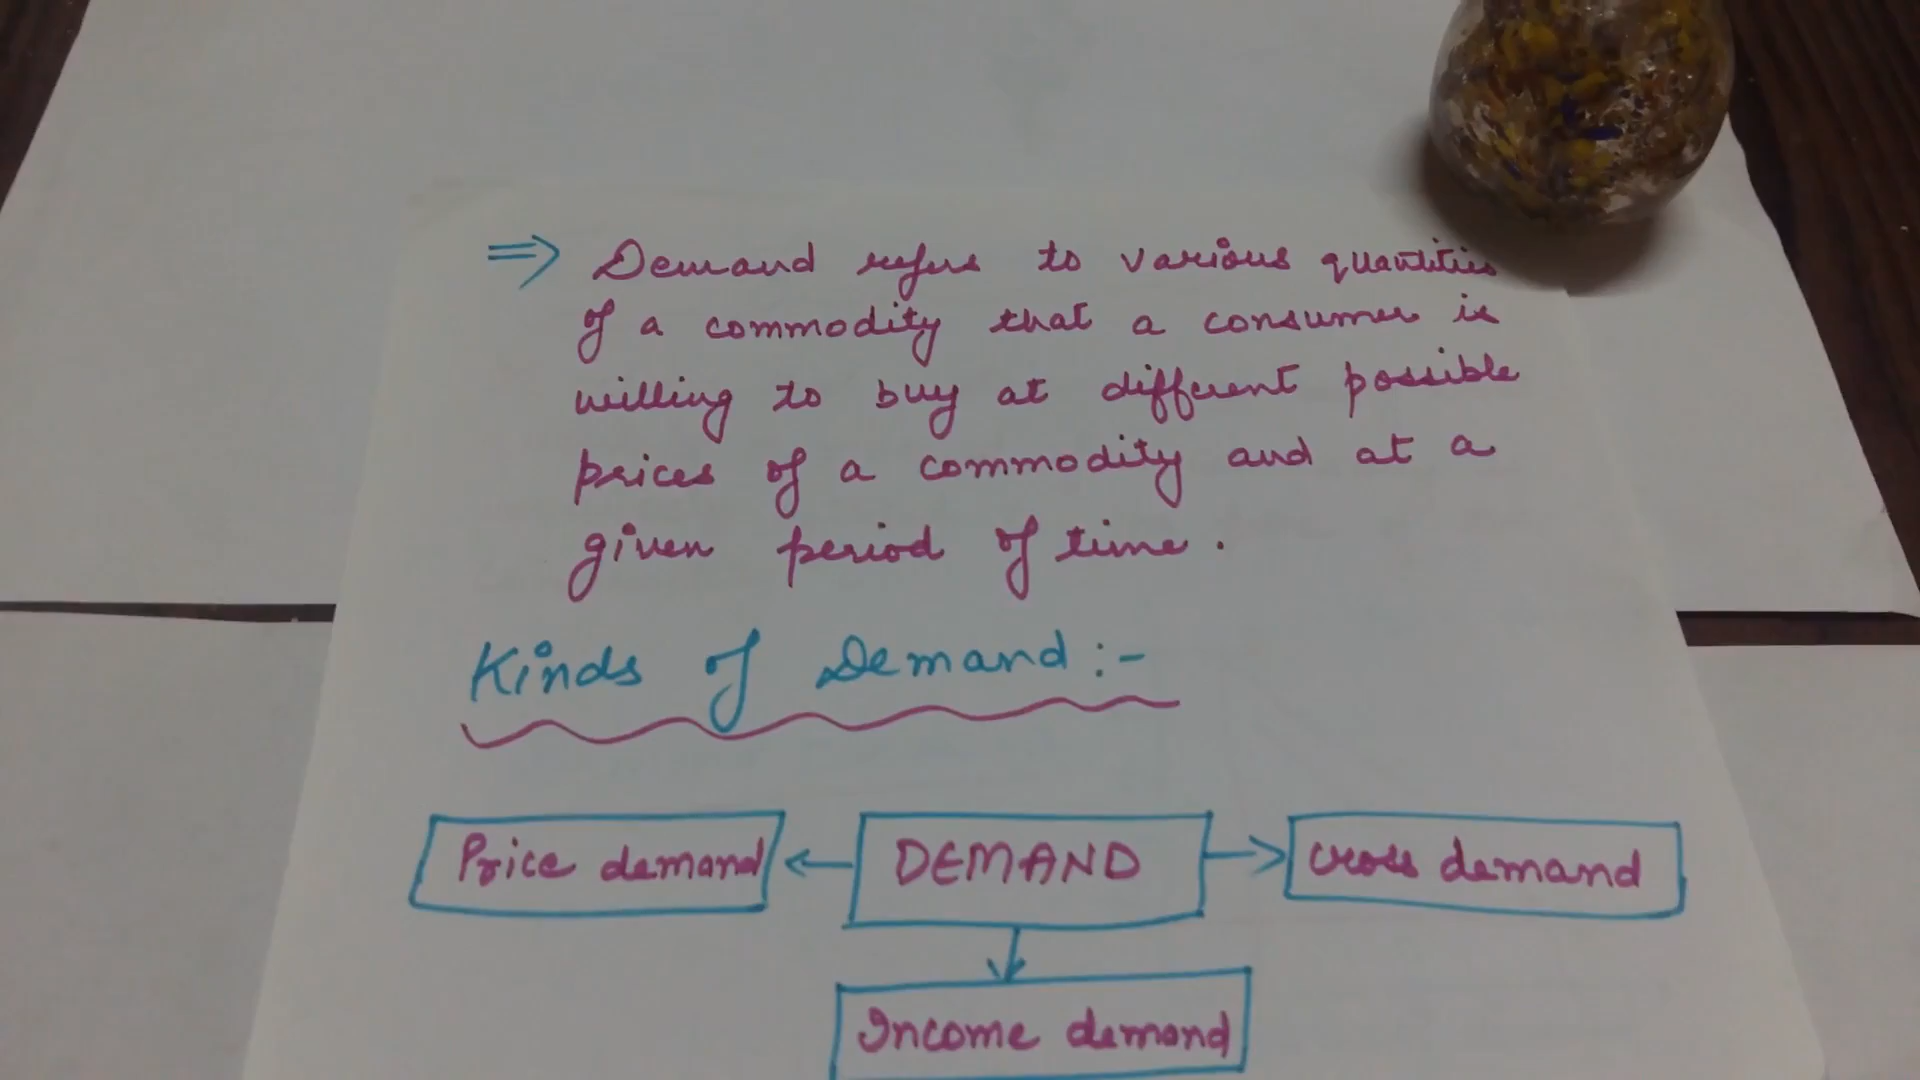 ⇒ Demand refers to various quantities
of a commodity that a consumer is
willing to buy at different possible
prices of a commodity and at a
given period of time.
Kinds of Demand :-
Price demand ← DEMAND → cross demand
Income demand